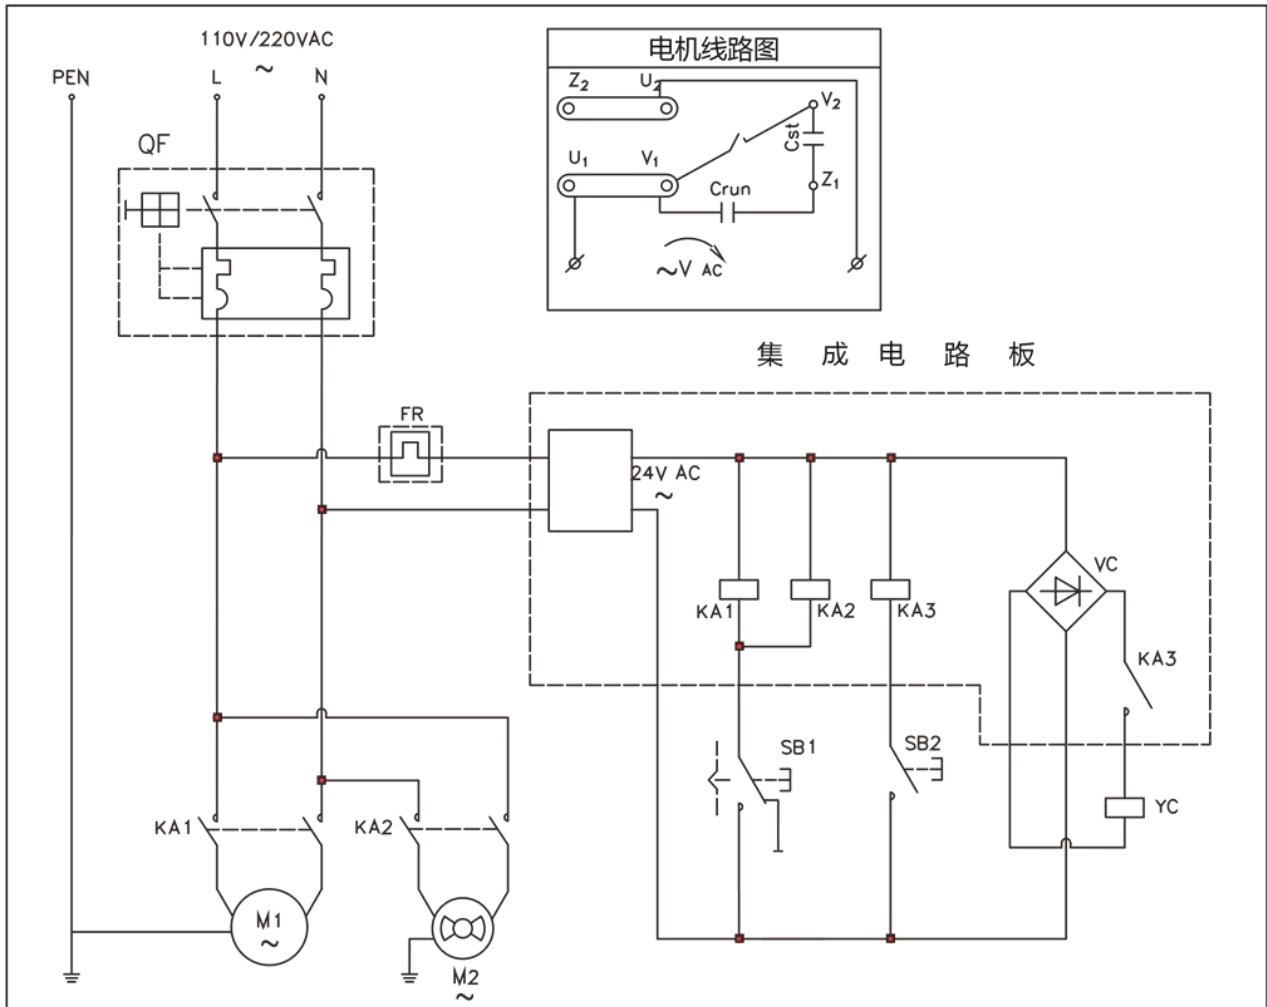 110V/220VAC
~
PEN
L
N
QF
电机线路图
Z2
U2
V2
Cst
U1
V1
Z1
Crun
~V AC
集成电路板
FR
24V AC
~
VC
KA1
KA2
KA3
KA3
SB1
SB2
YC
KA1
KA2
M1
~
M2
~